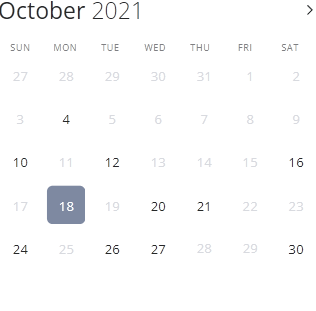 October 2021
SUN MON TUE WED THU FRI SAT
27 28 29 30 31 1 2
3 4 5 6 7 8 9
10 11 12 13 14 15 16
17 18 19 20 21 22 23
24 25 26 27 28 29 30